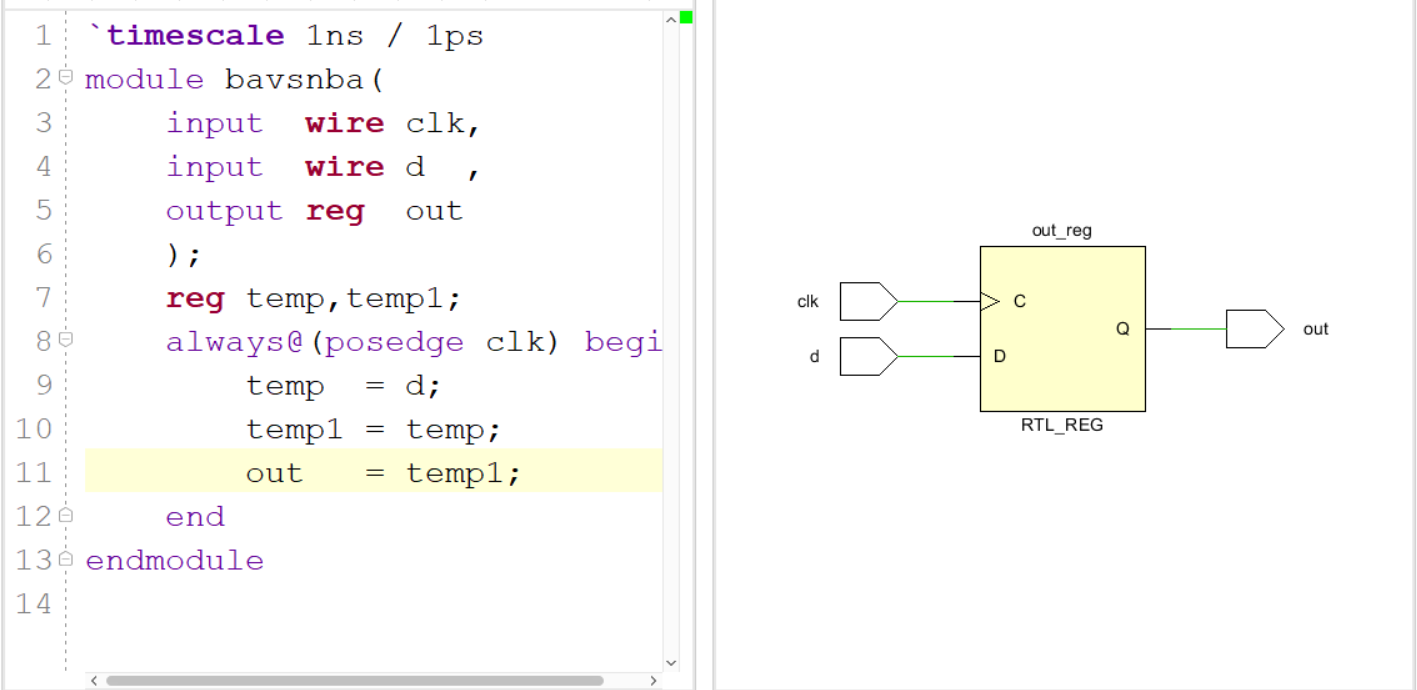 1 `timescale 1ns / 1ps
2 module bavsnba(
3 input wire clk,
4 input wire d ,
5 output reg out
6 );
7 reg temp,temp1;
8 always@(posedge clk) begi
9 temp = d;
10 temp1 = temp;
11 out = temp1;
12 end
13 endmodule
14
out_reg
clk
C
Q
out
d
D
RTL_REG